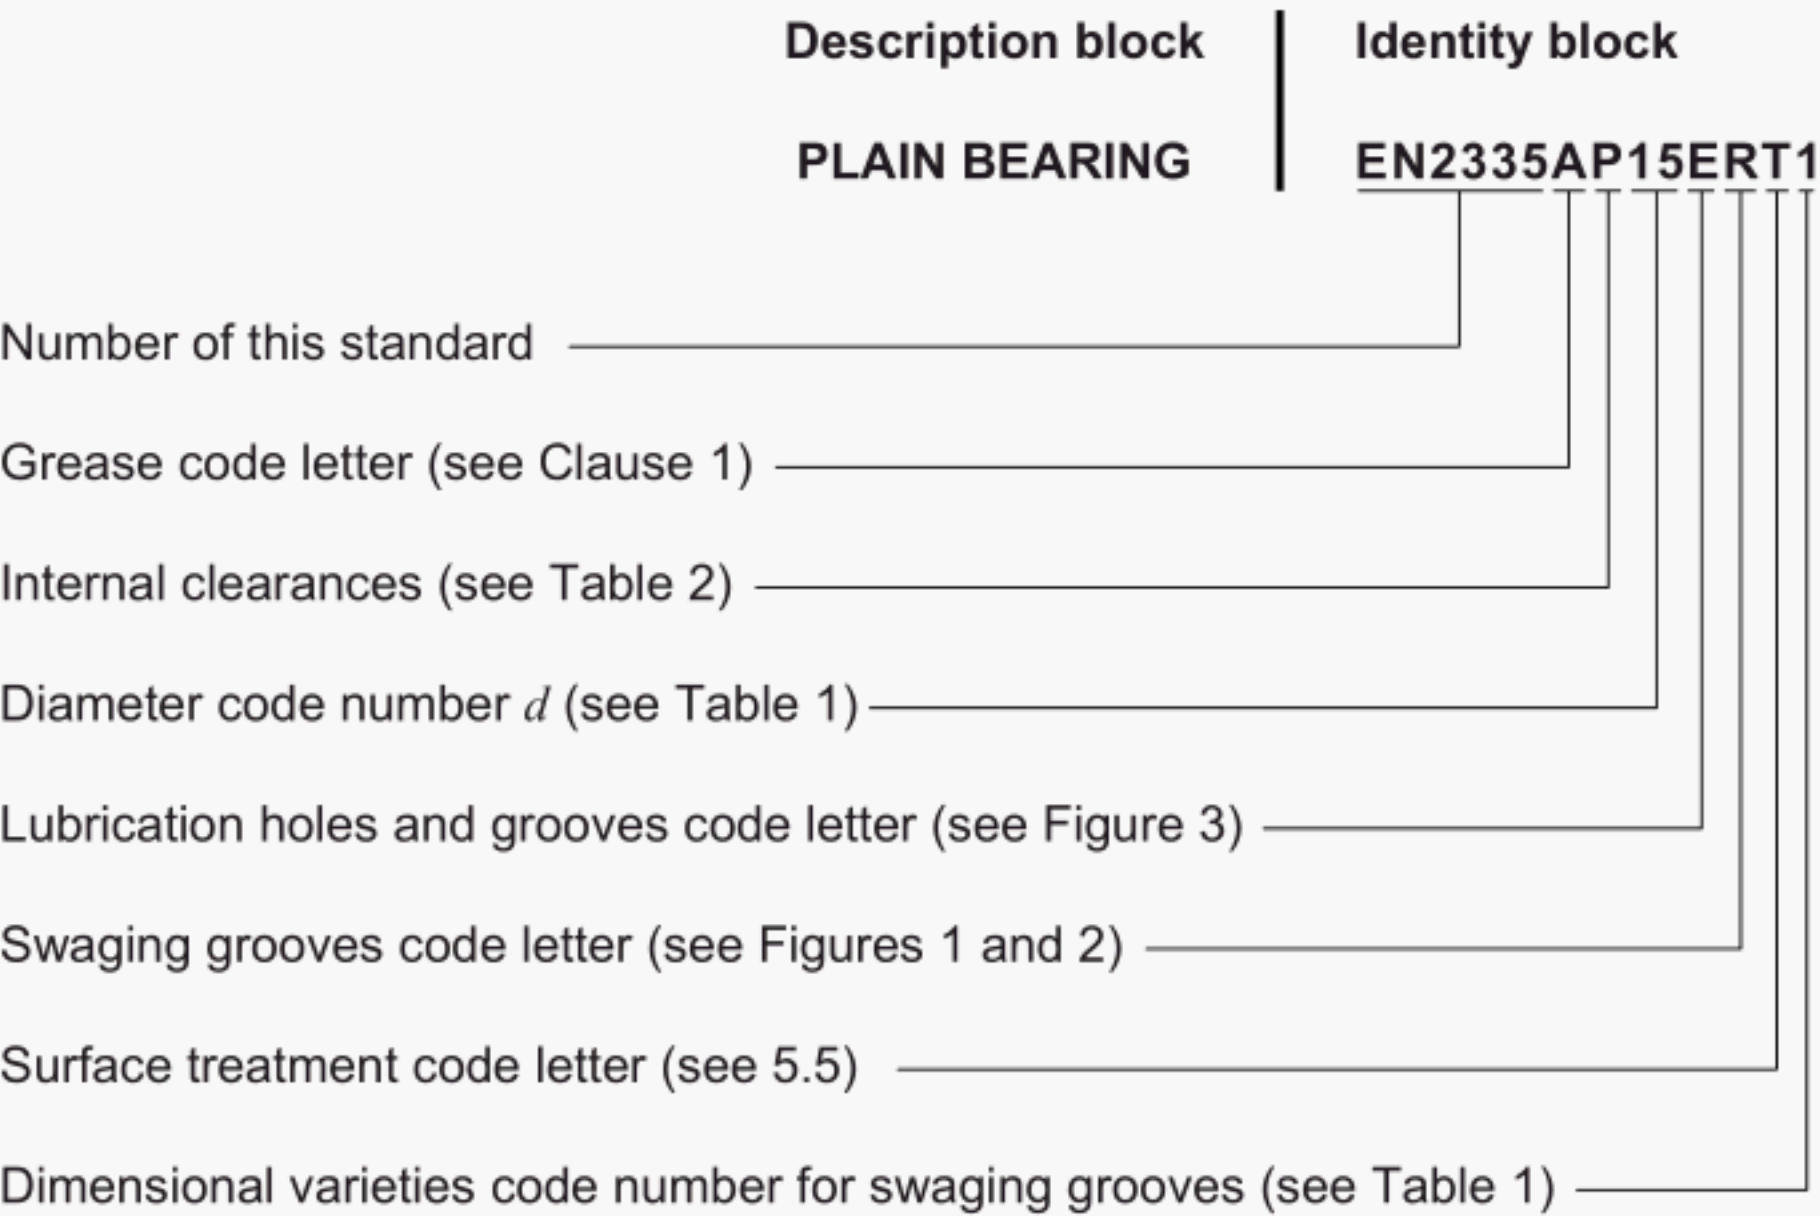 Description block Identity block
PLAIN BEARING EN2335AP15ERT1
Number of this standard
Grease code letter (see Clause 1)
Internal clearances (see Table 2)
Diameter code number d (see Table 1)
Lubrication holes and grooves code letter (see Figure 3)
Swaging grooves code letter (see Figures 1 and 2)
Surface treatment code letter (see 5.5)
Dimensional varieties code number for swaging grooves (see Table 1)